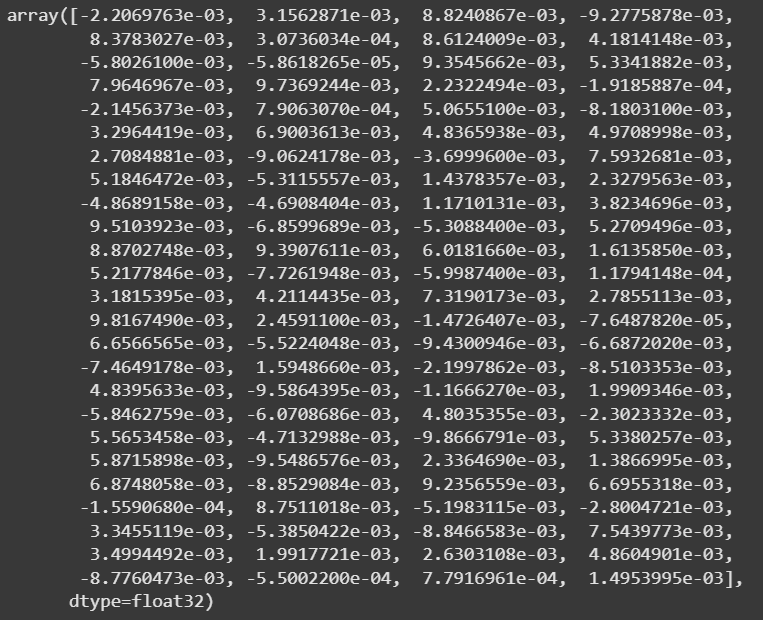 array([-2.2069763e-03,  3.1562871e-03,  8.8240867e-03, -9.2775878e-03,
        8.3783027e-03,  3.0736034e-04,  8.6124009e-03,  4.1814148e-03,
       -5.8026100e-03, -5.8618265e-05,  9.3545662e-03,  5.3341882e-03,
        7.9646967e-03,  9.7369244e-03,  2.2322494e-03, -1.9185887e-04,
       -2.1456373e-03,  7.9063070e-04,  5.0655100e-03, -8.1803100e-03,
        3.2964419e-03,  6.9003613e-03,  4.8365938e-03,  4.9708998e-03,
        2.7084881e-03, -9.0624178e-03, -3.6999600e-03,  7.5932681e-03,
        5.1846472e-03, -5.3115557e-03,  1.4378357e-03,  2.3279563e-03,
       -4.8689158e-03, -4.6908404e-03,  1.1710131e-03,  3.8234696e-03,
        9.5103923e-03, -6.8599689e-03, -5.3088400e-03,  5.2709496e-03,
        8.8702748e-03,  9.3907611e-03,  6.0181660e-03,  1.6135850e-03,
        5.2177846e-03, -7.7261948e-03, -5.9987400e-03,  1.1794148e-04,
        3.1815395e-03,  4.2114435e-03,  7.3190173e-03,  2.7855113e-03,
        9.8167490e-03,  2.4591100e-03, -1.4726407e-03, -7.6487820e-05,
        6.6566565e-03, -5.5224048e-03, -9.4300946e-03, -6.6872020e-03,
       -7.4649178e-03,  1.5948660e-04, -2.1997862e-03, -8.5103353e-03,
        4.8395633e-03, -9.5864395e-03, -1.1666270e-03,  1.9909346e-03,
       -5.8462759e-03, -6.0708686e-03,  4.8035355e-03, -2.3023332e-03,
        5.5653458e-03, -4.7132988e-03, -9.8666791e-03,  5.3380257e-03,
        5.8715898e-03, -9.5486576e-03,  2.3364690e-03,  1.3866995e-03,
        6.8748058e-03, -8.8529084e-03,  9.2356559e-03,  6.6955318e-03,
       -1.5590680e-04,  8.7511018e-03, -5.1983115e-03, -2.8004721e-03,
        3.3455119e-03, -5.3850422e-03, -8.8466583e-03,  7.5439773e-03,
        3.4994492e-03,  1.9917721e-03,  2.6303108e-03,  4.8604901e-03,
       -8.7760473e-03, -5.5002200e-04,  7.7916961e-04,  1.4953995e-03],
      dtype=float32)